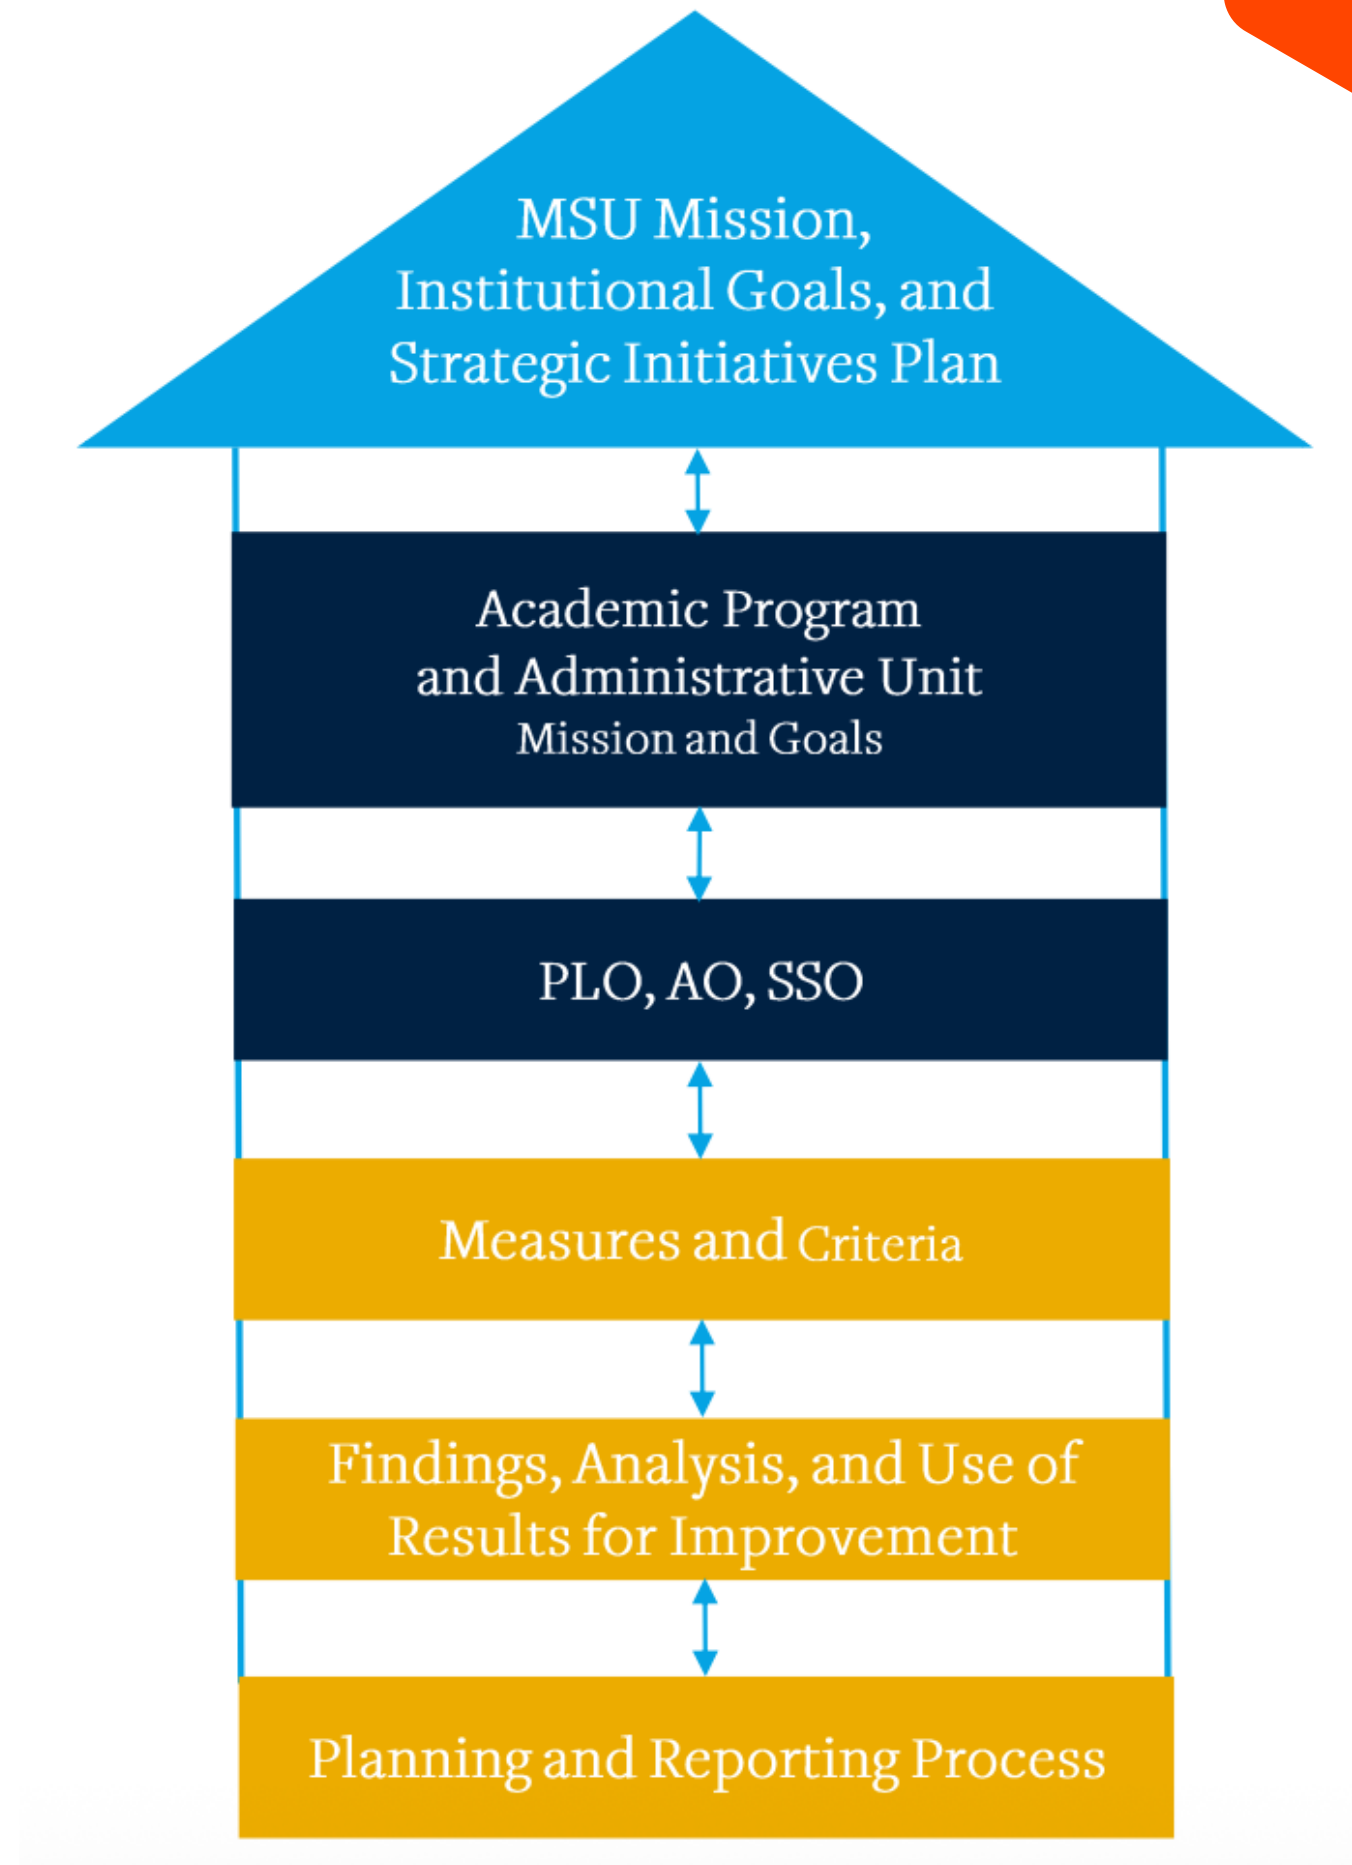 MSU Mission,
Institutional Goals, and
Strategic Initiatives Plan
Academic Program
and Administrative Unit
Mission and Goals
PLO, AO, SSO
Measures and Criteria
Findings, Analysis, and Use of
Results for Improvement
Planning and Reporting Process